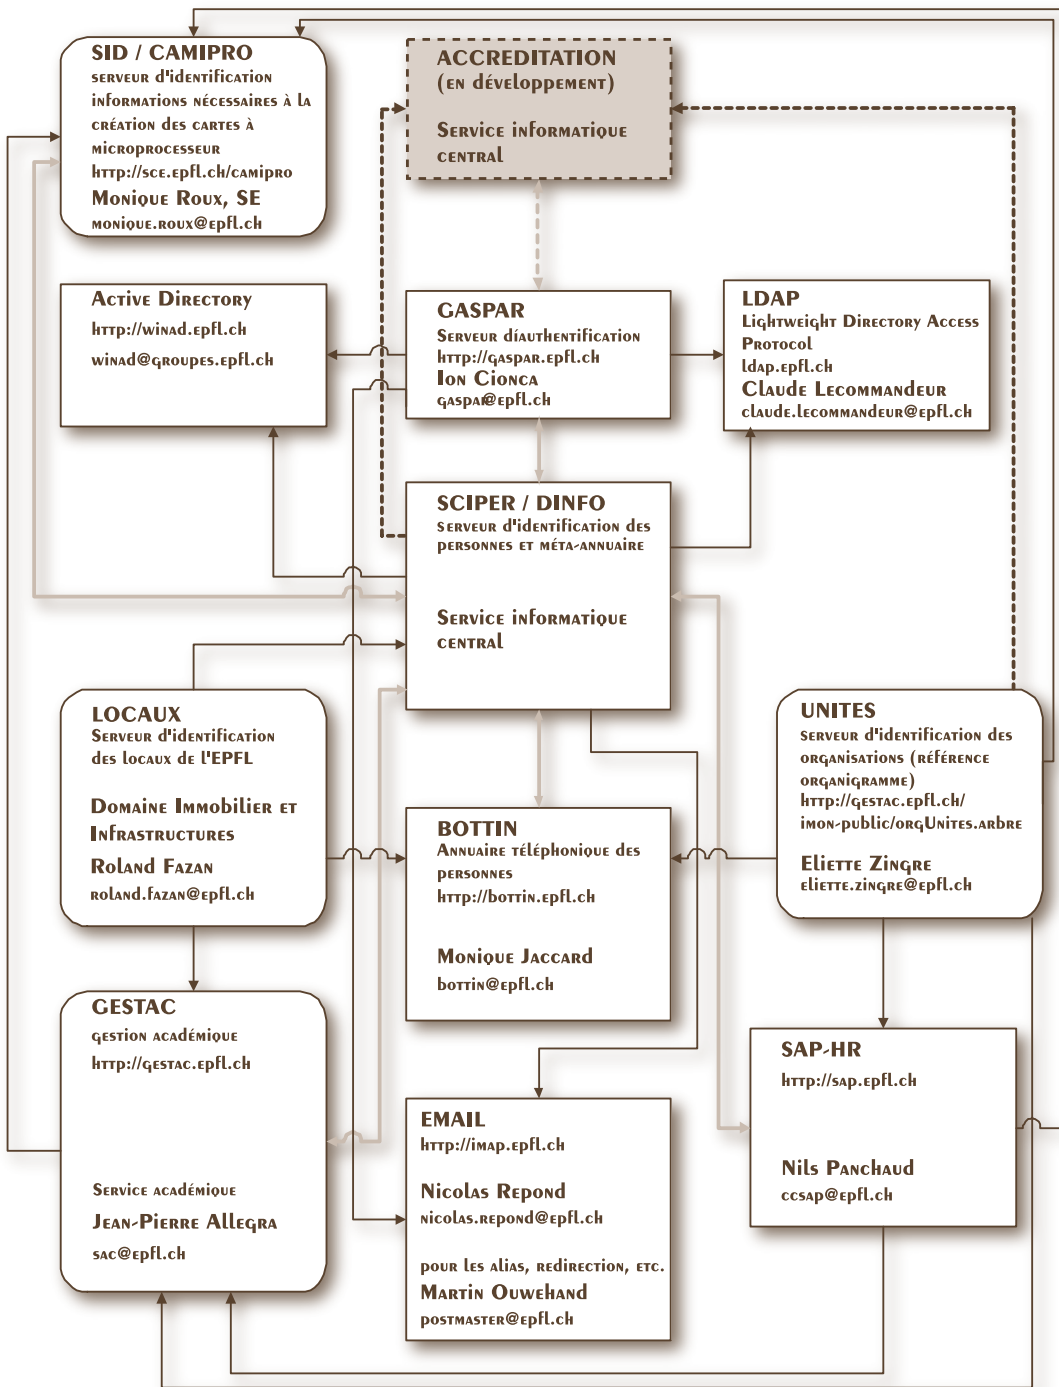 SID / CAMIPRO
serveur d'identification
informations nécessaires à la
création des cartes à
microprocesseur
http://sce.epfl.ch/camipro
Monique Roux, SE
monique.roux@epfl.ch
ACCREDITATION
(en développement)
Service informatique
central
Active Directory
http://winad.epfl.ch
winad@groupes.epfl.ch
GASPAR
Serveur díauthentification
http://gaspar.epfl.ch
Ion Cionca
gaspar@epfl.ch
LDAP
Lightweight Directory Access
Protocol
ldap.epfl.ch
Claude Lecommandeur
claude.lecommandeur@epfl.ch
SCIPER / DINFO
Serveur d'identification des
personnes et méta-annuaire
Service informatique
central
LOCAUX
Serveur d'identification
des locaux de l'EPFL
Domaine Immobilier et
Infrastructures
Roland Fazan
roland.fazan@epfl.ch
UNITES
serveur d'identification des
organisations (référence
organigramme)
http://gestac.epfl.ch/
imon-public/orgUnites.arbre
Eliette Zingre
eliette.zingre@epfl.ch
BOTTIN
Annuaire téléphonique des
personnes
http://bottin.epfl.ch
Monique Jaccard
bottin@epfl.ch
GESTAC
gestion académique
http://gestac.epfl.ch
Service académique
Jean-Pierre Allegra
sac@epfl.ch
SAP-HR
http://sap.epfl.ch
Nils Panchaud
ccsap@epfl.ch
EMAIL
http://imap.epfl.ch
Nicolas Repond
nicolas.repond@epfl.ch
pour les alias, redirection, etc.
Martin Ouwehand
postmaster@epfl.ch